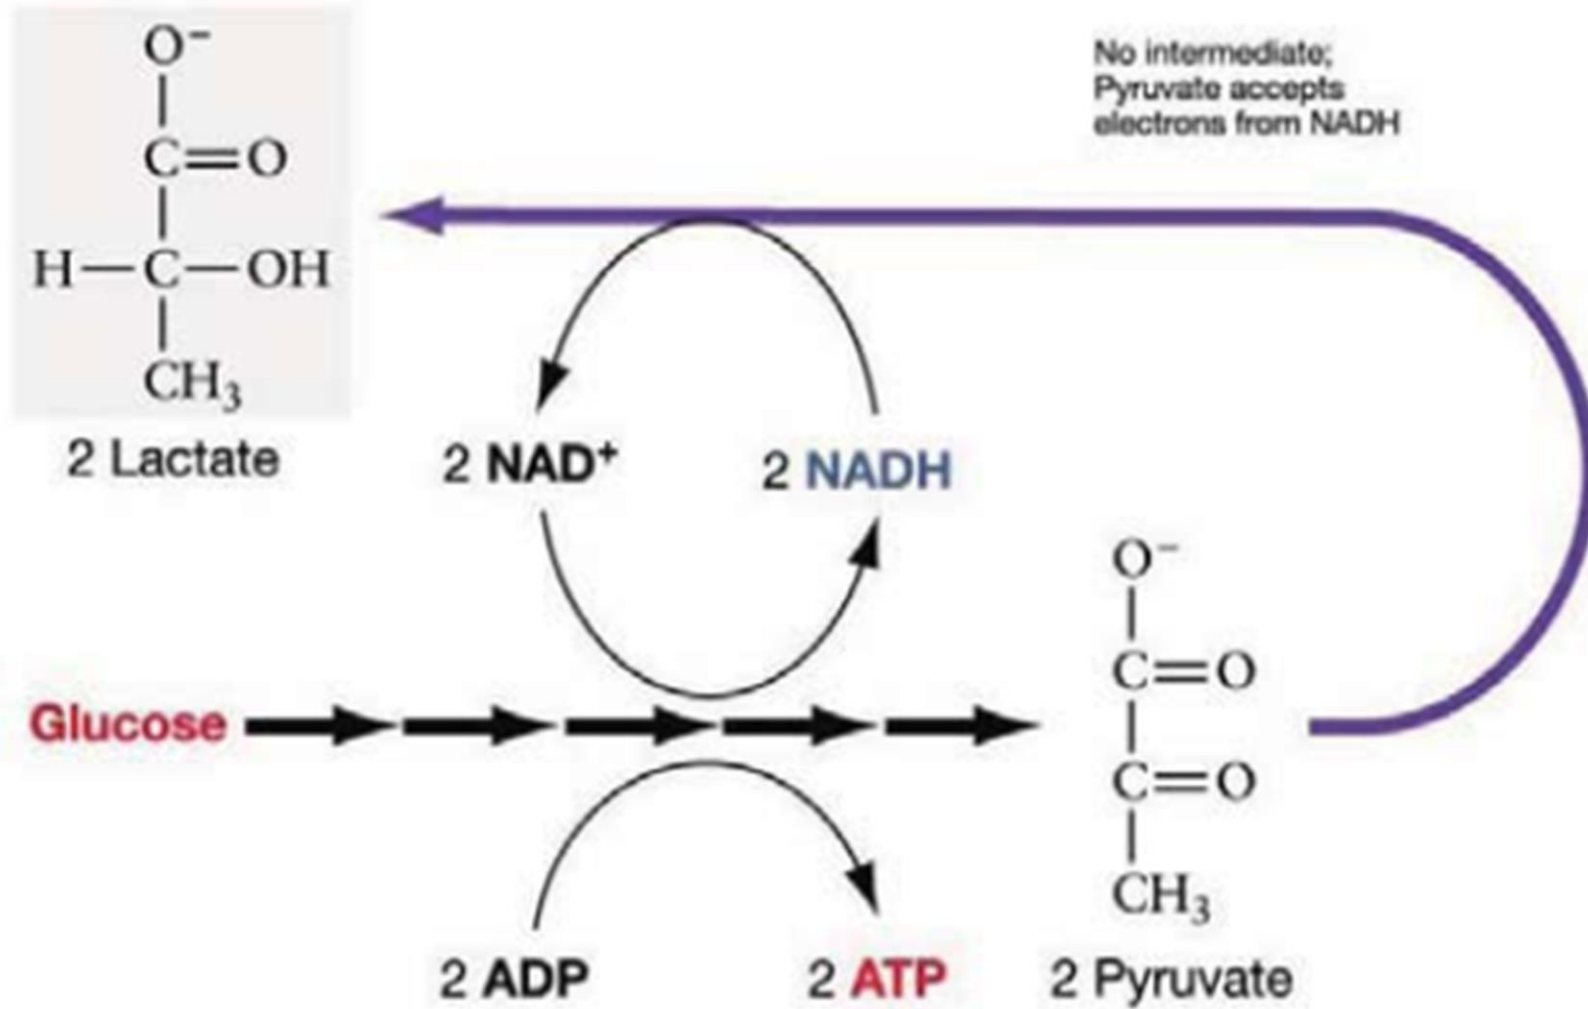 O⁻
C=O
H—C—OH
CH₃
2 Lactate
No intermediate;
Pyruvate accepts
electrons from NADH
2 NAD⁺
2 NADH
Glucose
O⁻
C=O
C=O
CH₃
2 ADP
2 ATP
2 Pyruvate